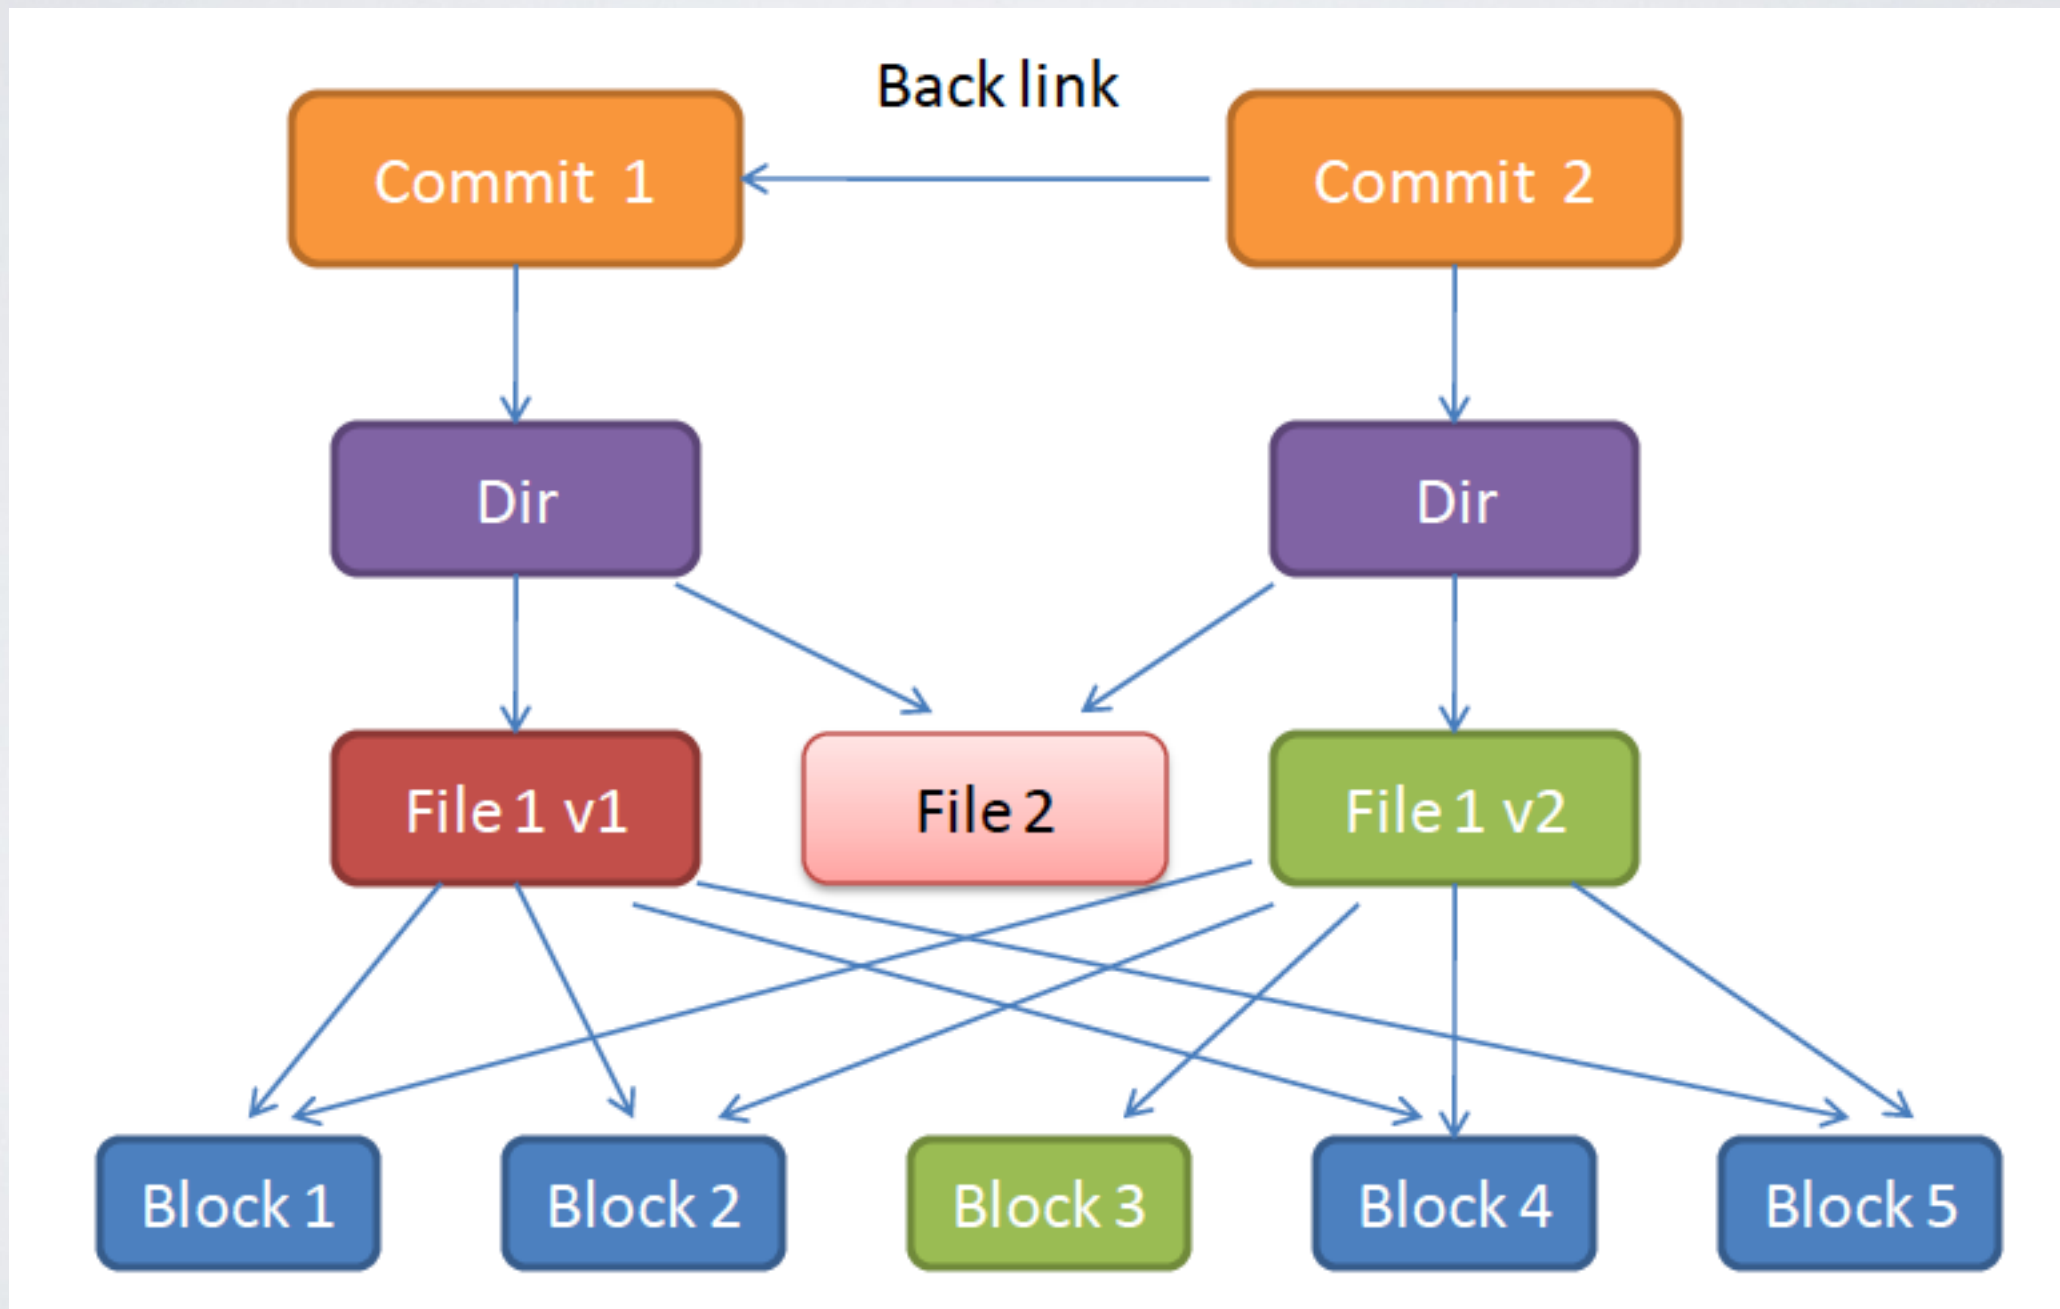 Back link
Commit 1
Commit 2
Dir
Dir
File 1 v1
File 2
File 1 v2
Block 1
Block 2
Block 3
Block 4
Block 5